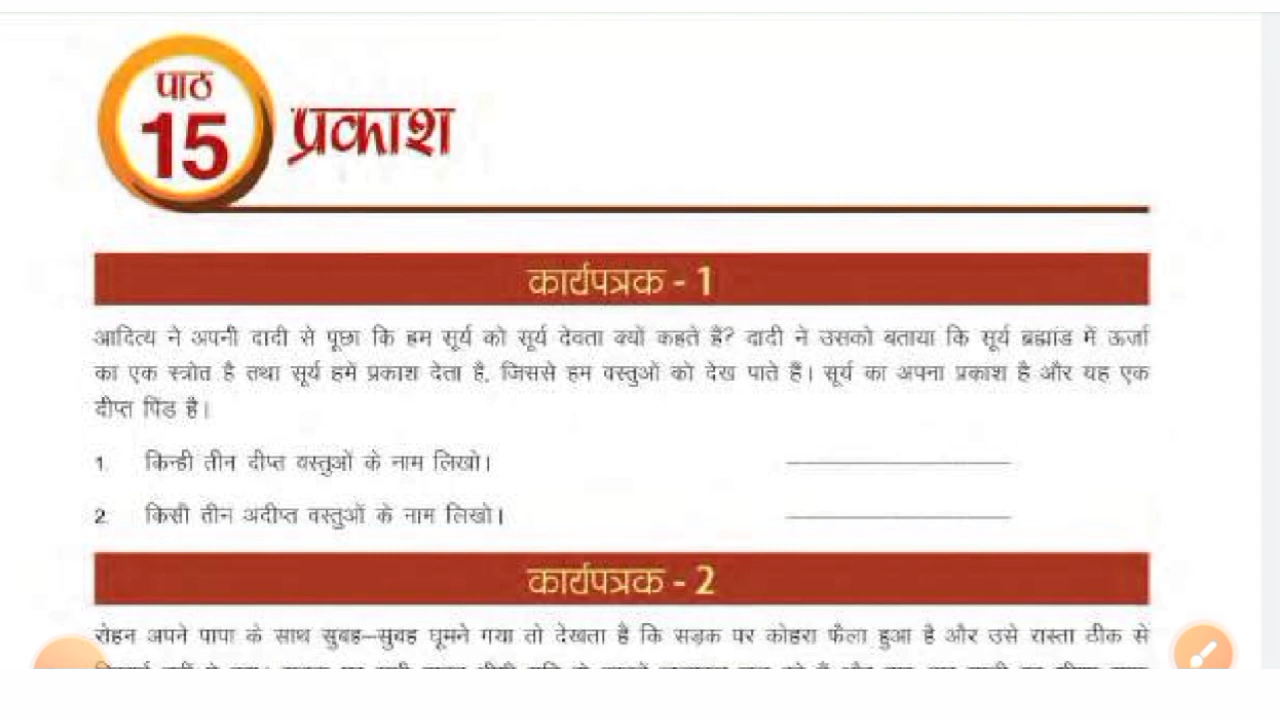 पाठ
15
प्रकाश
कार्यपत्रक - 1
आदित्य ने अपनी दादी से पूछा कि हम सूर्य को सूर्य देवता क्यों कहते हैं? दादी ने उसको बताया कि सूर्य ब्रह्मांड में ऊर्जा
का एक स्त्रोत है तथा सूर्य हमें प्रकाश देता है, जिससे हम वस्तुओं को देख पाते हैं। सूर्य का अपना प्रकाश है और यह एक
दीप्त पिंड है।
1. किन्ही तीन दीप्त वस्तुओं के नाम लिखो।
2. किसी तीन अदीप्त वस्तुओं के नाम लिखो।
कार्यपत्रक - 2
रोहन अपने पापा के साथ सुबह–सुबह घूमने गया तो देखता है कि सड़क पर कोहरा फैला हुआ है और उसे रास्ता ठीक से